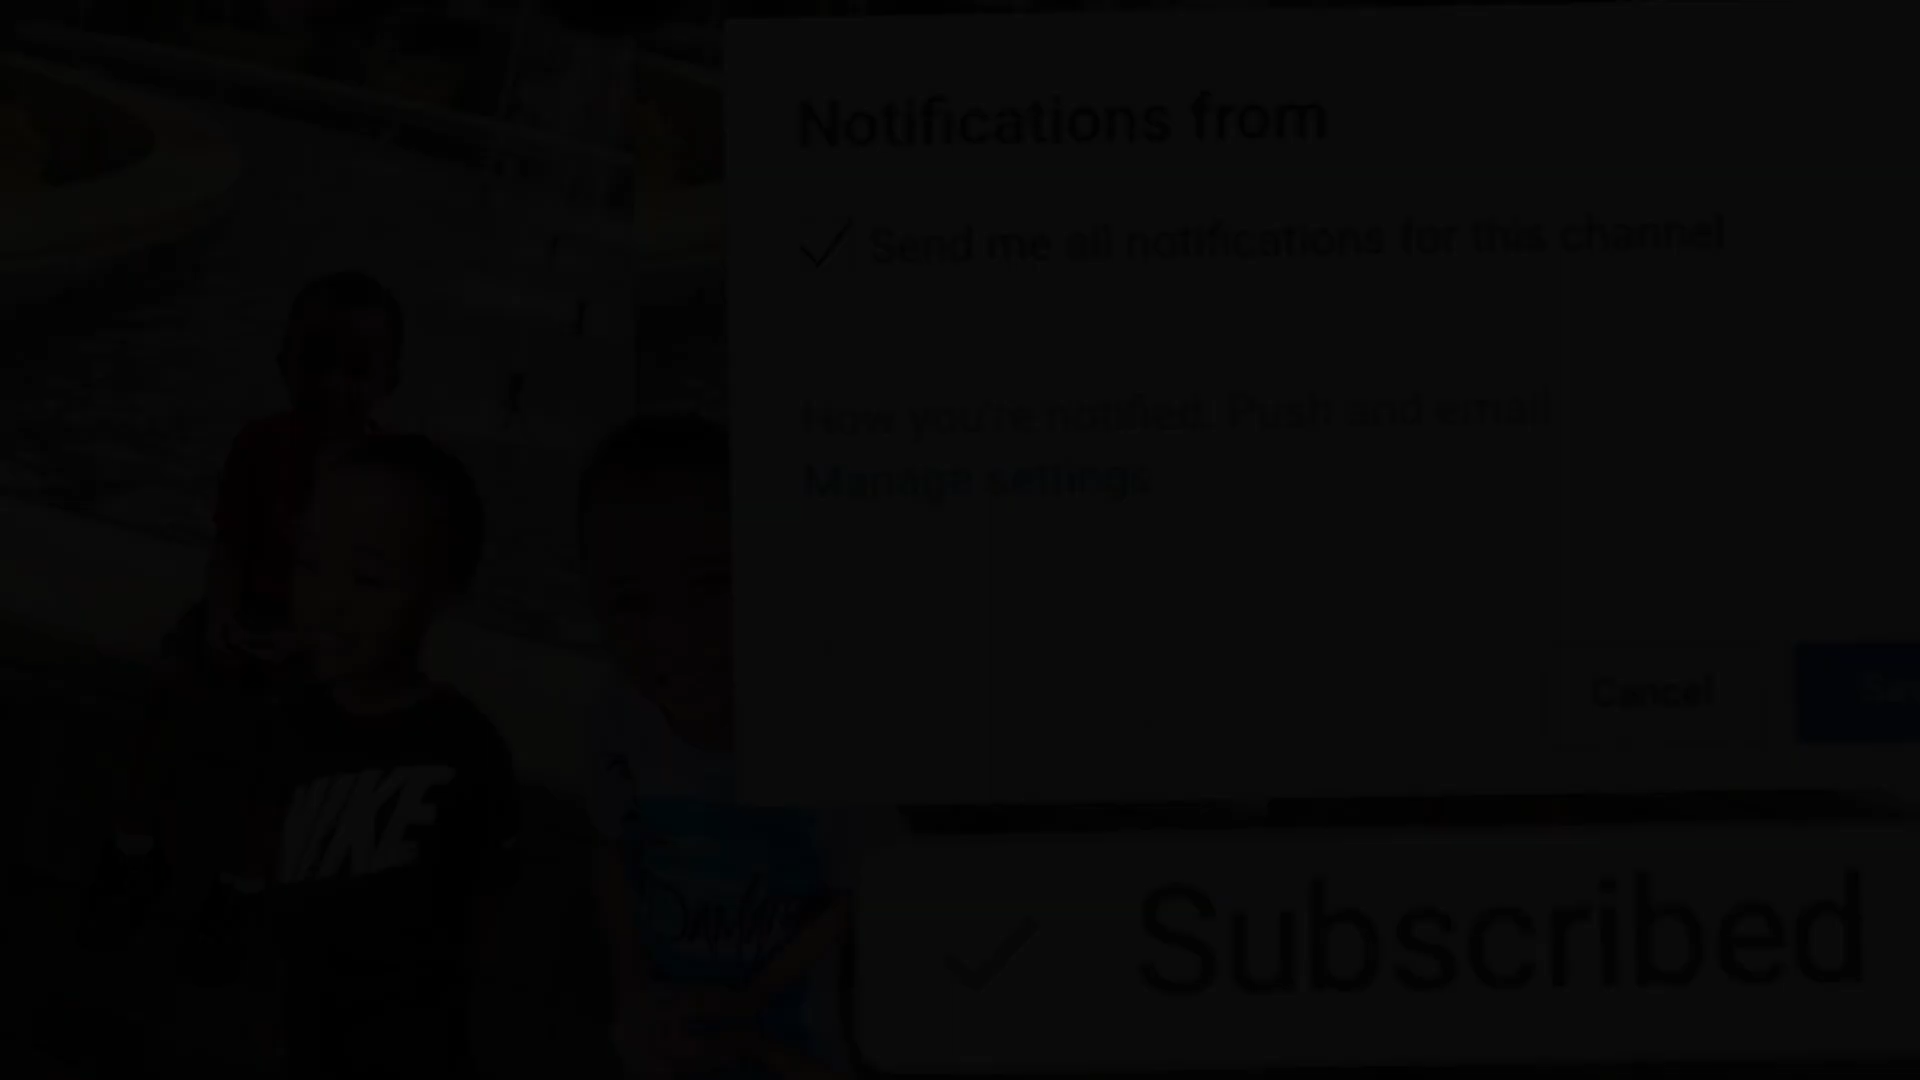 Notifications from
Send me all notifications for this channel
How you're notified: Push and email
Manage settings
Cancel
NIKE
Subscribed